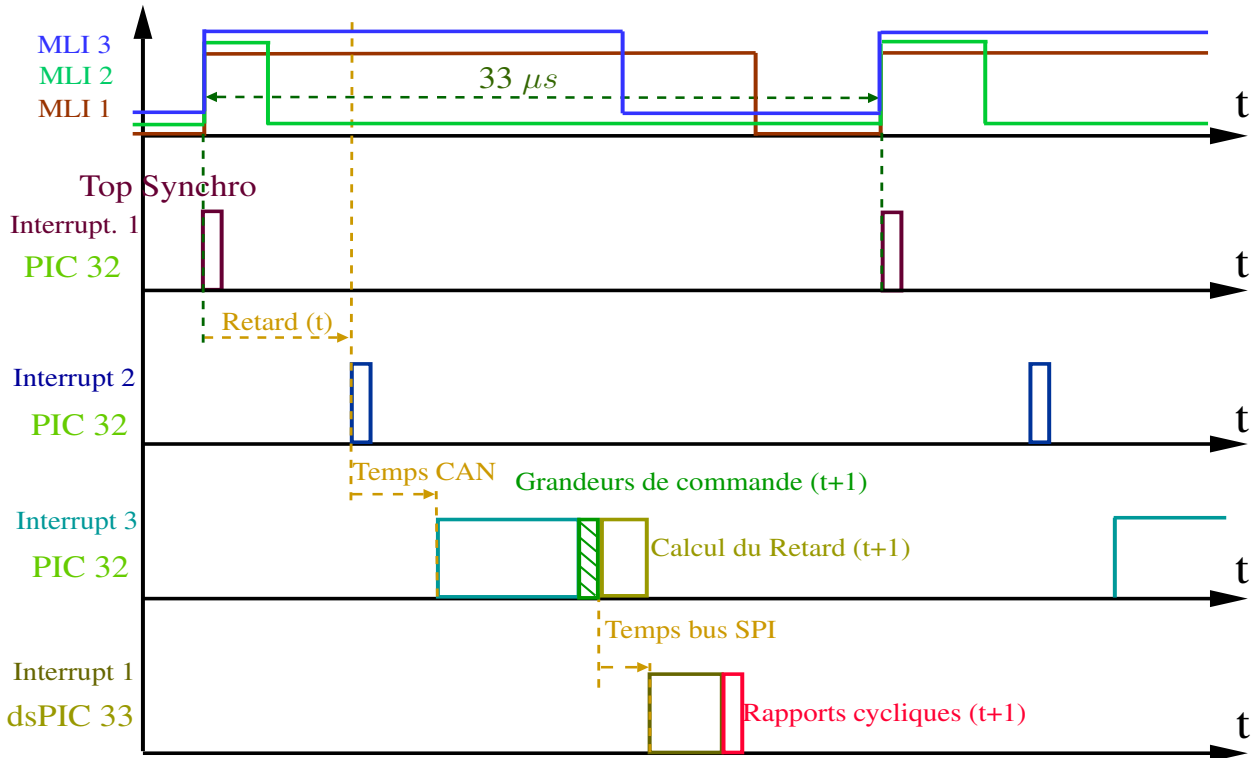 MLI 3
MLI 2
MLI 1
33 μs
t
Top Synchro
Interrupt. 1
PIC 32
t
Retard (t)
Interrupt 2
PIC 32
t
Temps CAN
Grandeurs de commande (t+1)
Interrupt 3
PIC 32
Calcul du Retard (t+1)
t
Temps bus SPI
Interrupt 1
dsPIC 33
Rapports cycliques (t+1)
t